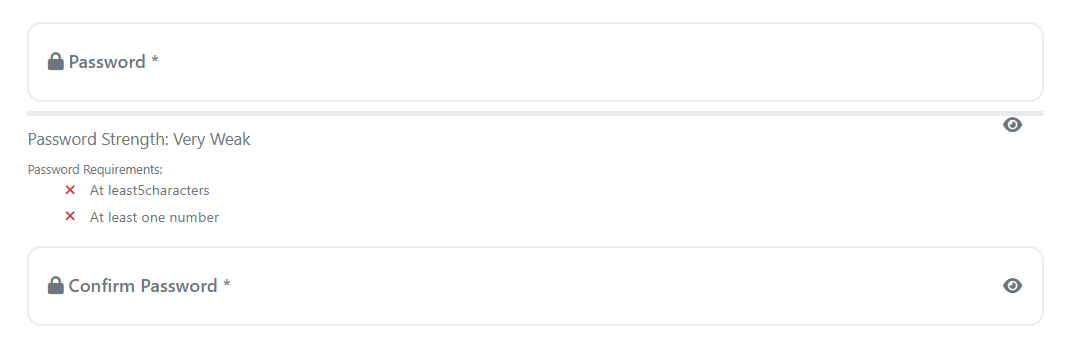 Password *
Password Strength: Very Weak
Password Requirements:
At least5characters
At least one number
Confirm Password *